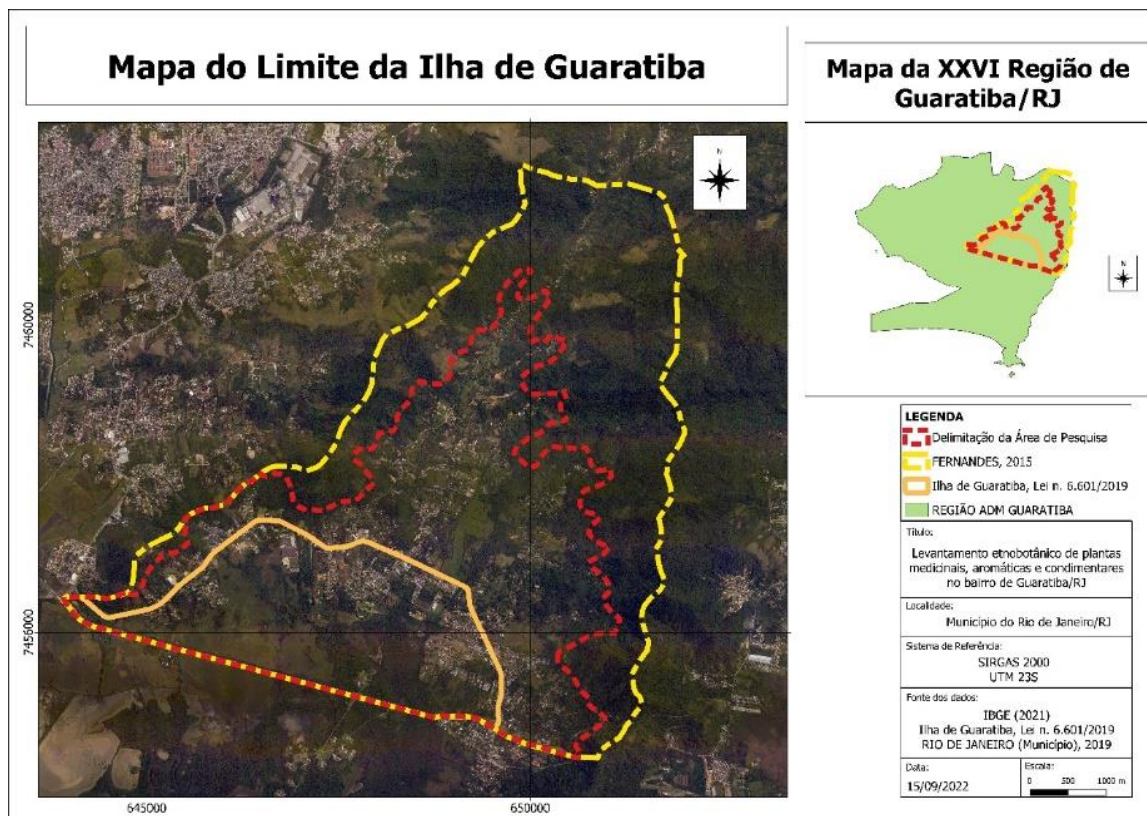 Mapa do Limite da Ilha de Guaratiba
N
7460000
7455000
645000
650000
Mapa da XXVI Região de
Guaratiba/RJ
N
LEGENDA
Delimitação da Área de Pesquisa
FERNANDES, 2015
Ilha de Guaratiba, Lei n. 6.601/2019
REGIÃO ADM GUARATIBA
Título:
Levantamento etnobotânico de plantas
medicinais, aromáticas e condimentares
no bairro de Guaratiba/RJ
Localidade:
Município do Rio de Janeiro/RJ
Sistema de Referência:
SIRGAS 2000
UTM 23S
Fonte dos dados:
IBGE (2021)
Ilha de Guaratiba, Lei n. 6.601/2019
RIO DE JANEIRO (Município), 2019
Data:
15/09/2022
Escala:
0 500 1000 m